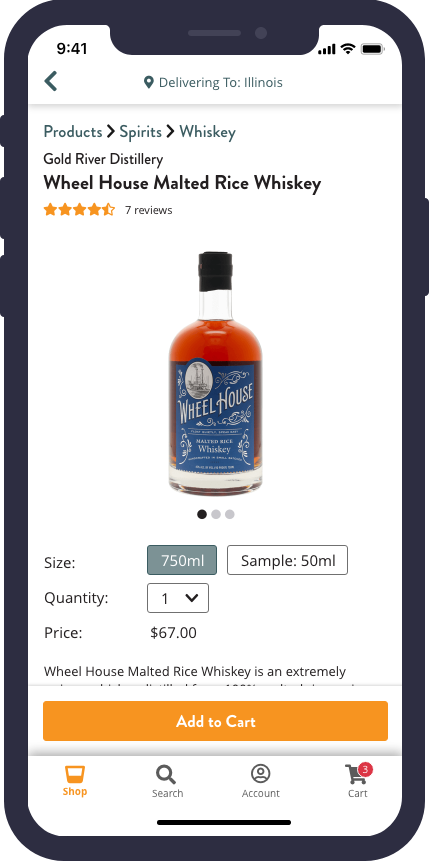 9:41
Delivering To: Illinois
Products > Spirits > Whiskey
Gold River Distillery
Wheel House Malted Rice Whiskey
7 reviews
WHEEL HOUSE
MALTED RICE
Whiskey
Size: 750ml Sample: 50ml
Quantity: 1
Price: $67.00
Wheel House Malted Rice Whiskey is an extremely
Add to Cart
3
Shop Search Account Cart